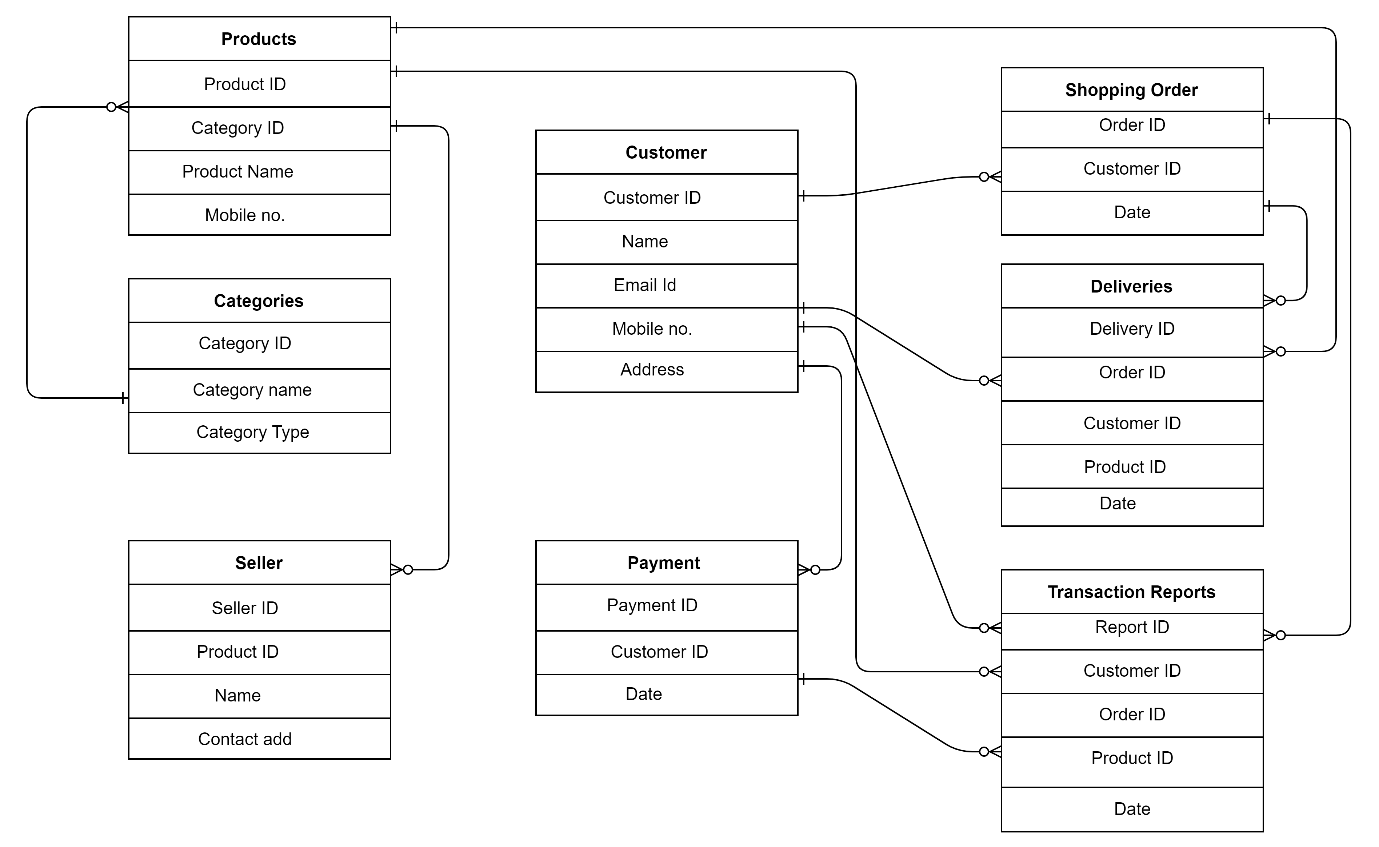 Products
Product ID
Category ID
Product Name
Mobile no.
Categories
Category ID
Category name
Category Type
Seller
Seller ID
Product ID
Name
Contact add
Customer
Customer ID
Name
Email Id
Mobile no.
Address
Payment
Payment ID
Customer ID
Date
Shopping Order
Order ID
Customer ID
Date
Deliveries
Delivery ID
Order ID
Customer ID
Product ID
Date
Transaction Reports
Report ID
Customer ID
Order ID
Product ID
Date